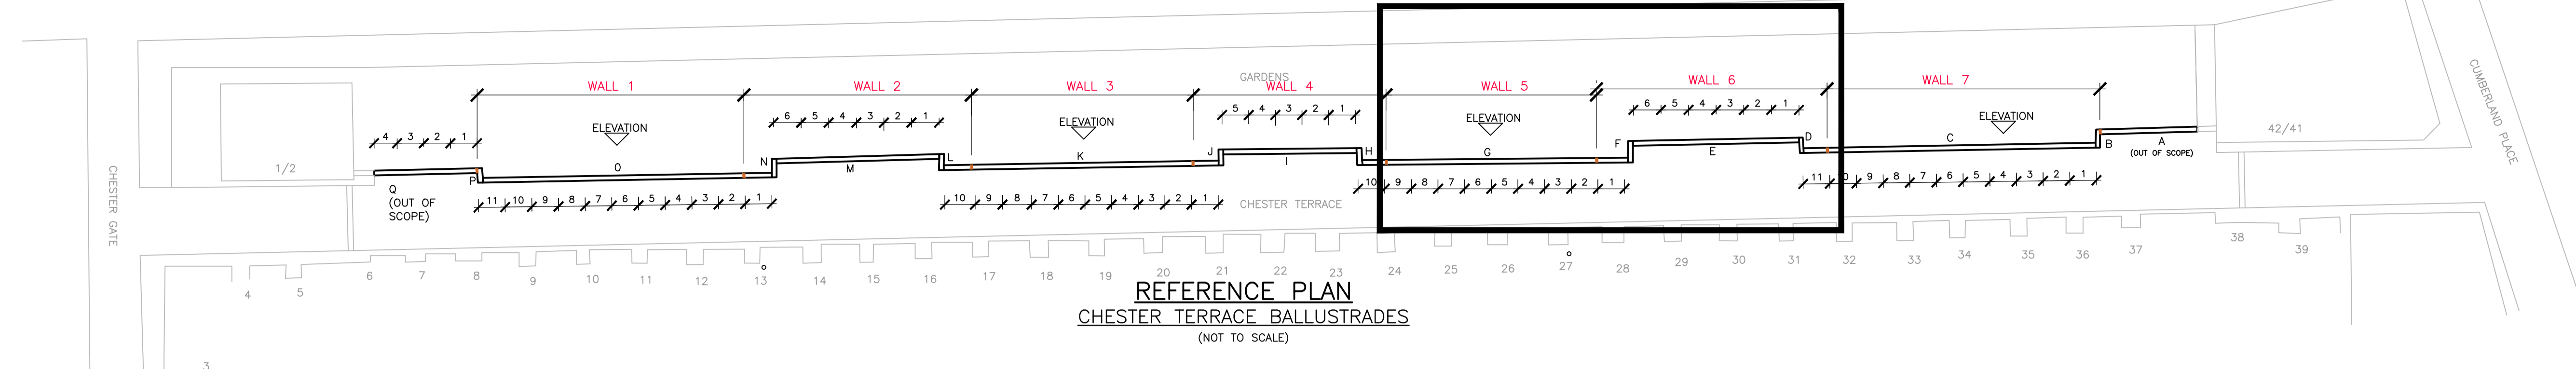 GARDENS
WALL 1
WALL 2
WALL 3
WALL 4
WALL 5
WALL 6
WALL 7
CUMBERLAND PLACE
6 5 4 3 2 1
5 4 3 2 1
6 5 4 3 2 1
ELEVATION
ELEVATION
ELEVATION
ELEVATION
42/41
4 3 2 1
1/2
CHESTER GATE
Q
(OUT OF
SCOPE)
P
O
N
M
L
K
J
I
H
G
F
E
D
C
B
A
(OUT OF SCOPE)
11 10 9 8 7 6 5 4 3 2 1
10 9 8 7 6 5 4 3 2 1
10 9 8 7 6 5 4 3 2 1
11 0 9 8 7 6 5 4 3 2 1
CHESTER TERRACE
3
4
5
6
7
8
9
10
11
12
13
14
15
16
17
18
19
20
21
22
23
24
25
26
27
28
29
30
31
32
33
34
35
36
37
38
39
REFERENCE PLAN
CHESTER TERRACE BALLUSTRADES
(NOT TO SCALE)